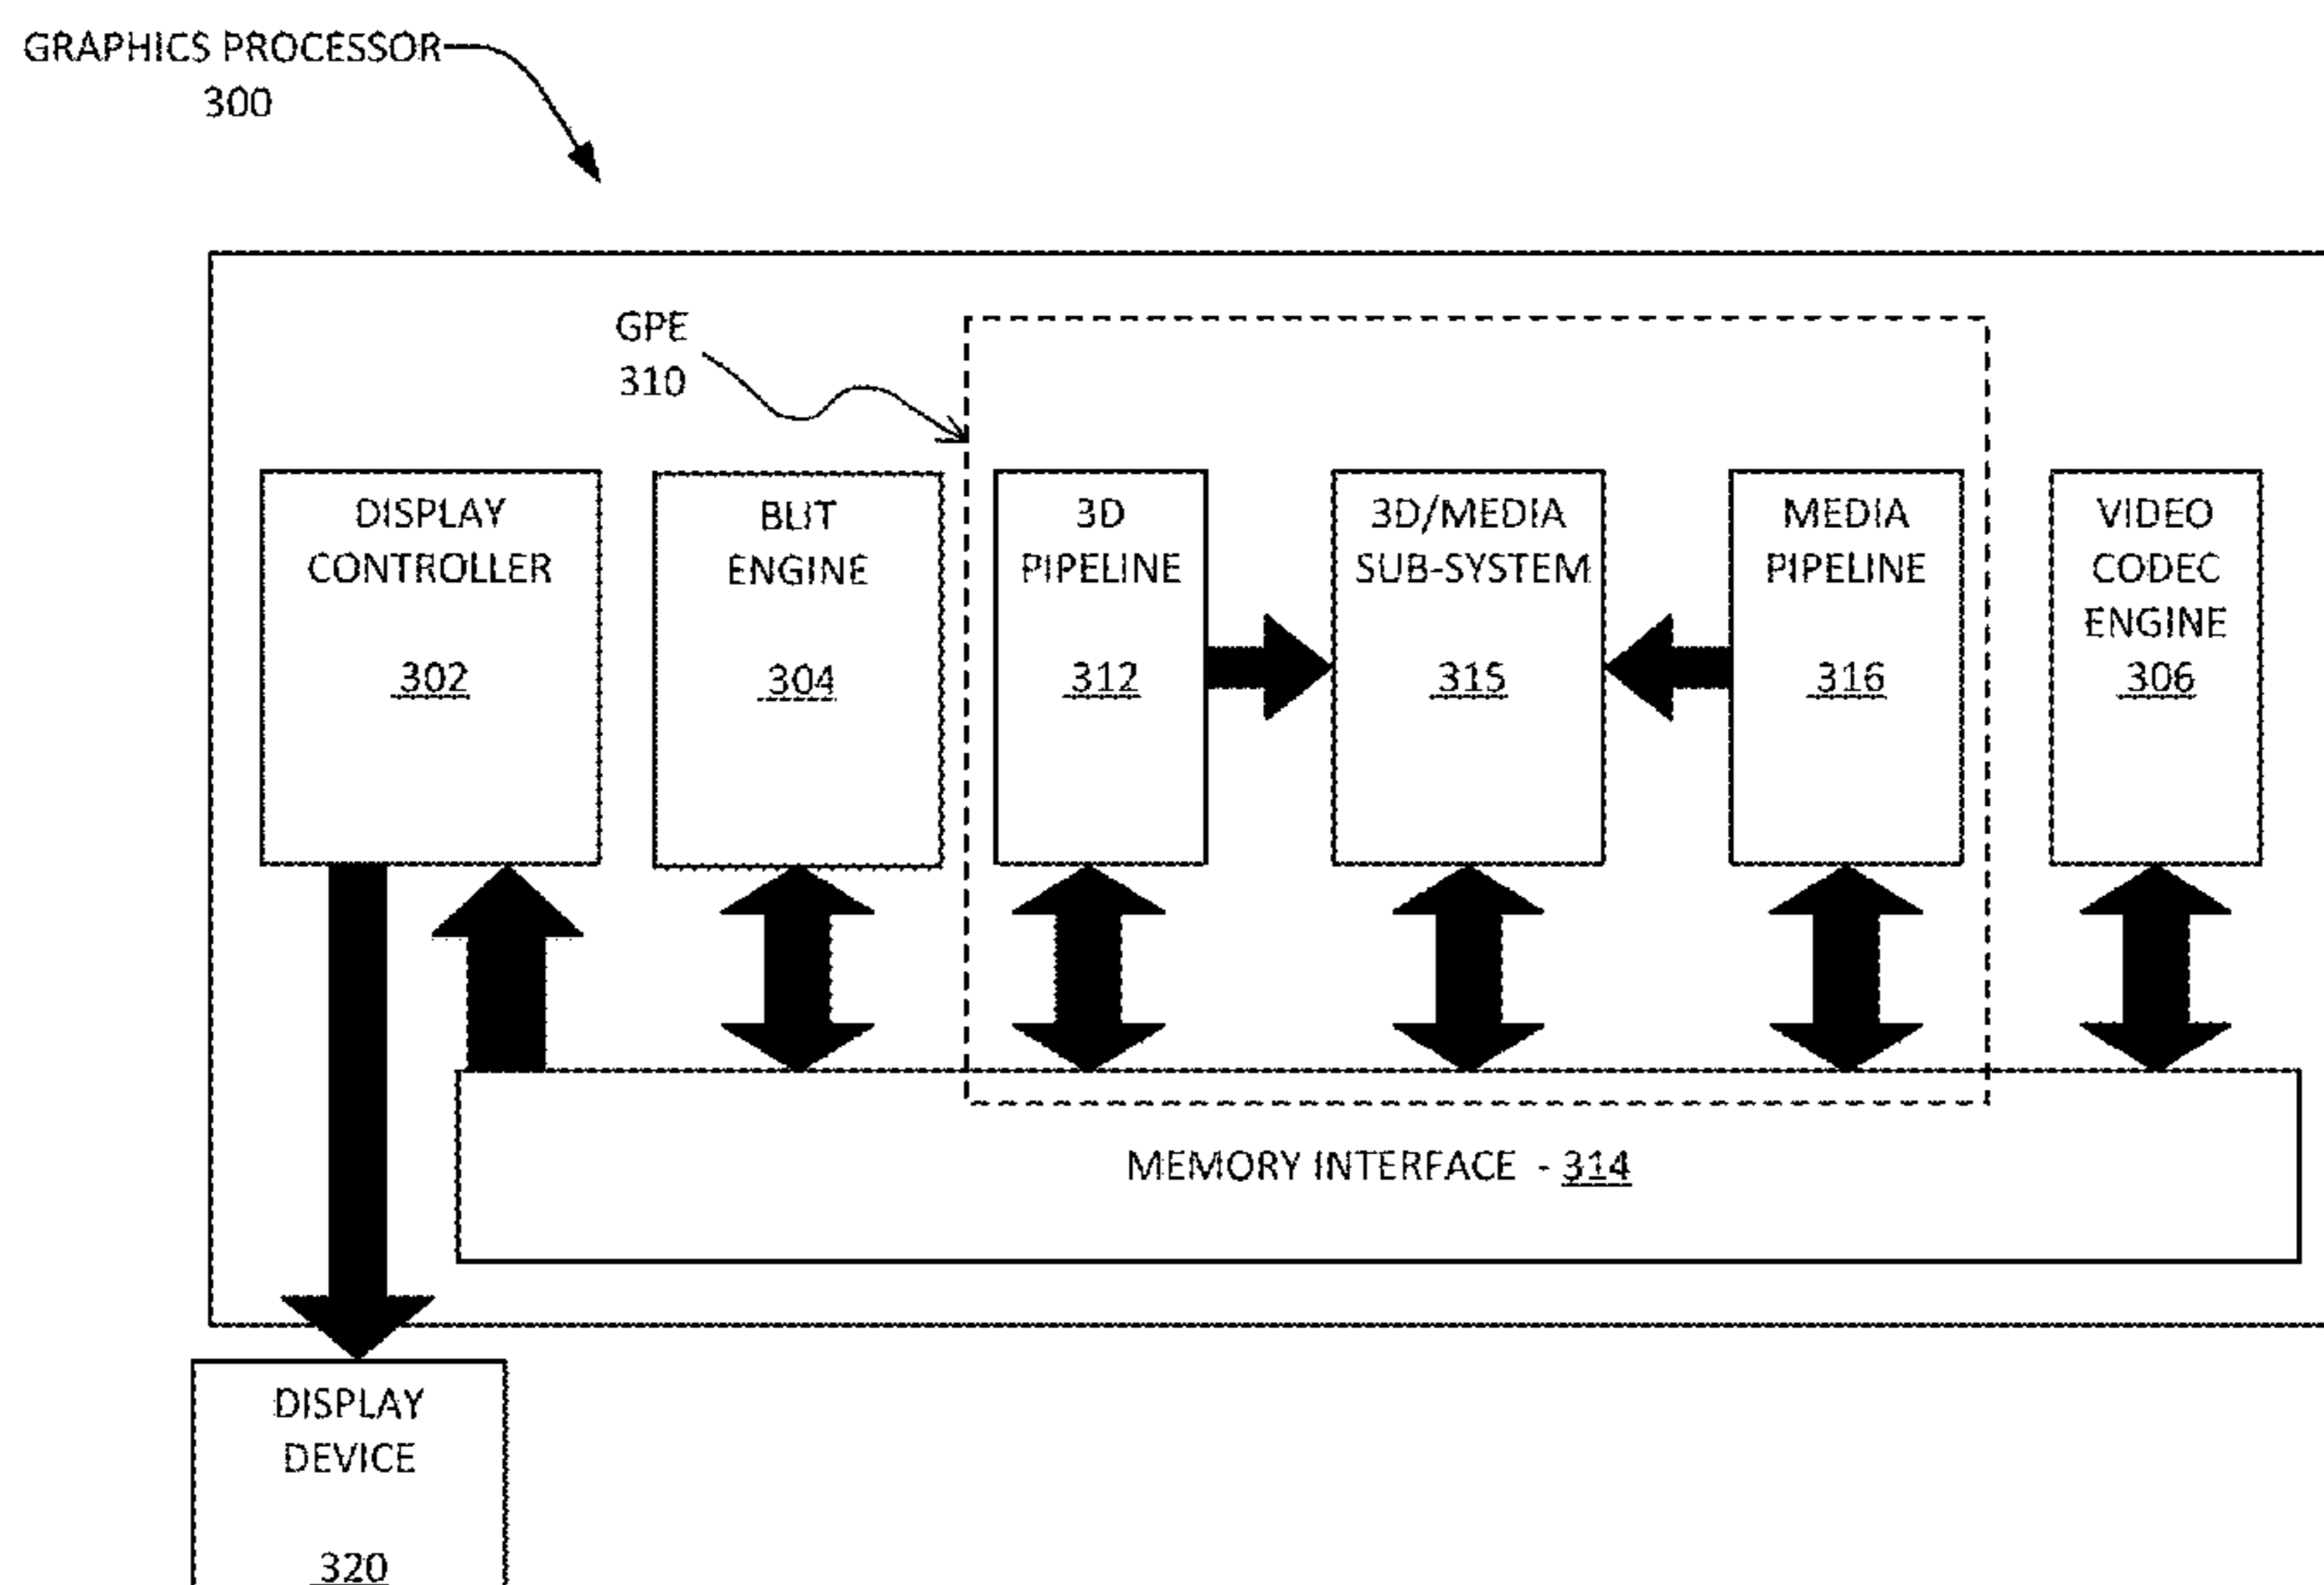 GRAPHICS PROCESSOR
300
GPE
310
DISPLAY
CONTROLLER
302
BLIT
ENGINE
304
3D
PIPELINE
312
3D/MEDIA
SUB-SYSTEM
315
MEDIA
PIPELINE
316
VIDEO
CODEC
ENGINE
306
MEMORY INTERFACE - 314
DISPLAY
DEVICE
320